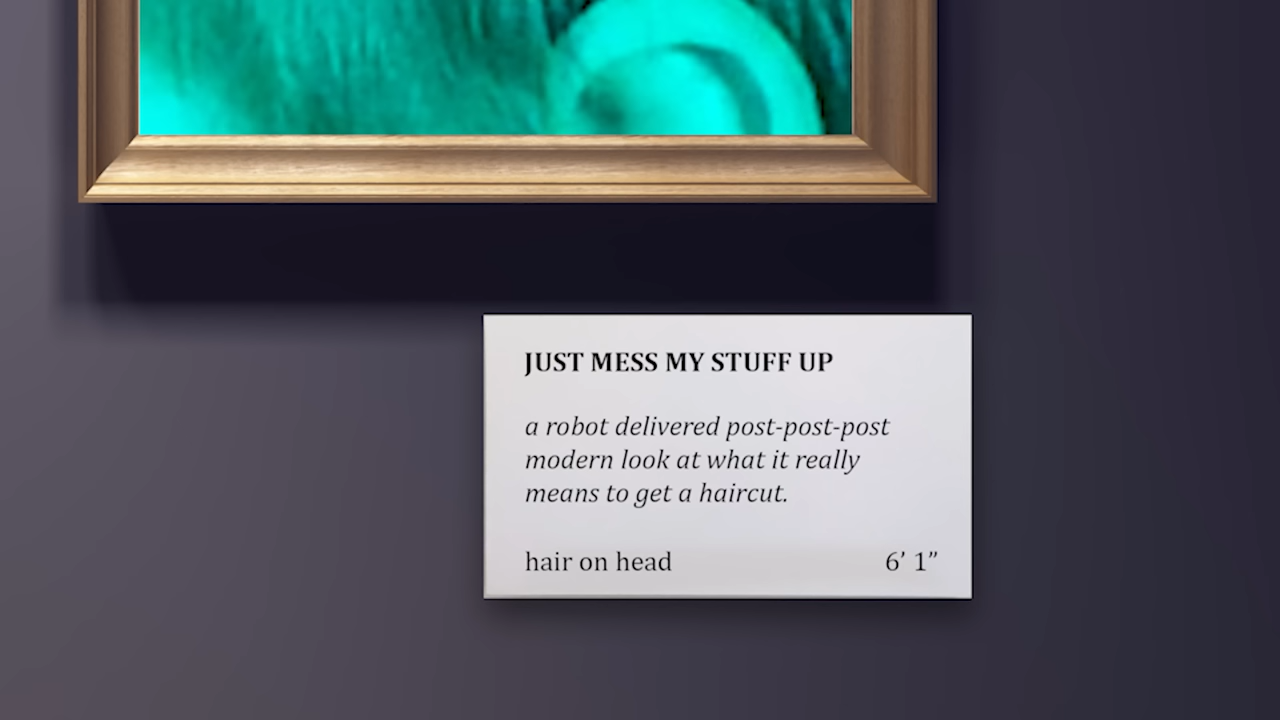 JUST MESS MY STUFF UP
a robot delivered post-post-post
modern look at what it really
means to get a haircut.
hair on head 6’ 1”